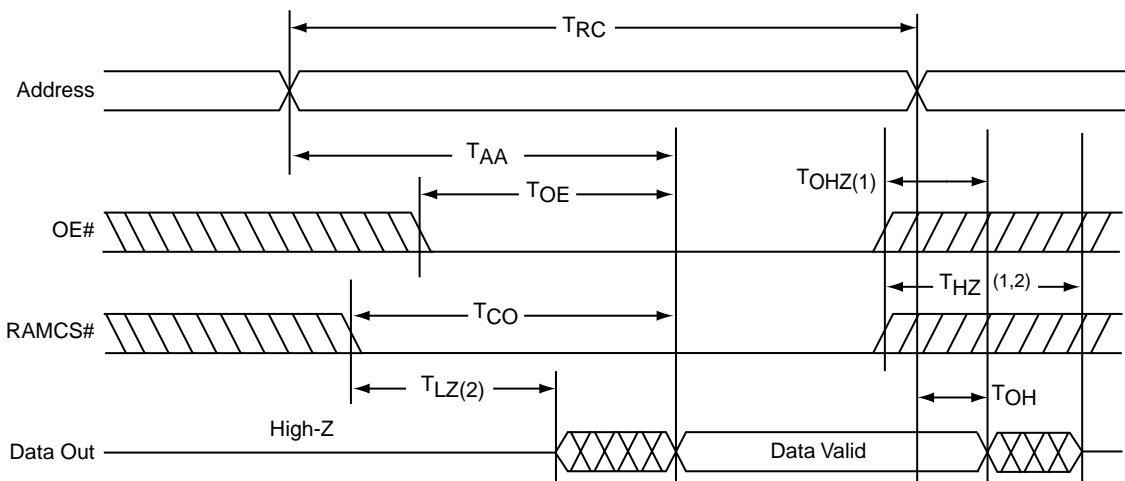 TRC
Address
TAA
TOE
TOHZ(1)
OE#
THZ (1,2)
TCO
RAMCS#
TLZ(2)
TOH
High-Z
Data Out
Data Valid